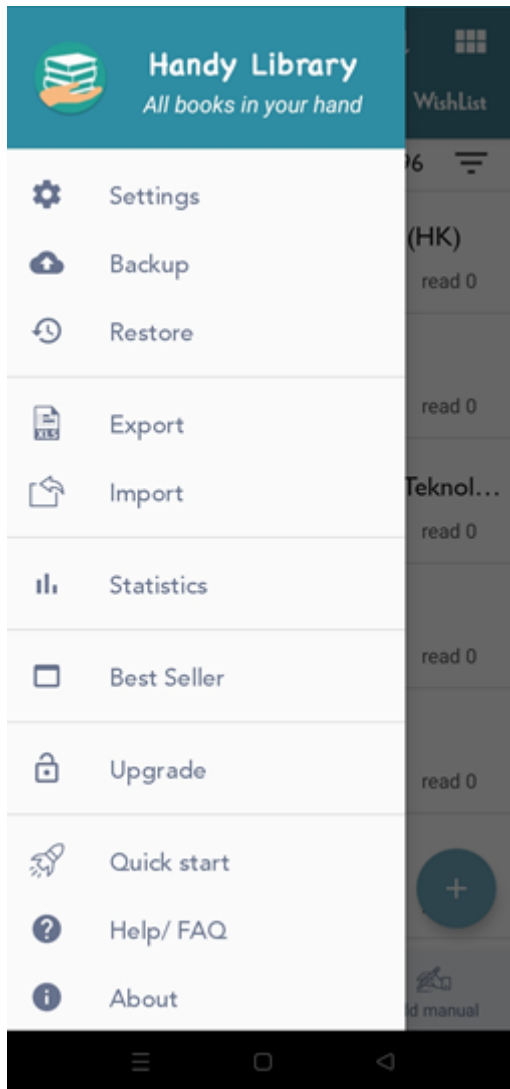 Handy Library
All books in your hand
WishList
Settings
(HK)
Backup
read 0
Restore
read 0
Export
Teknol...
Import
read 0
Statistics
read 0
Best Seller
Upgrade
read 0
Quick start
+
Help/ FAQ
About
manual